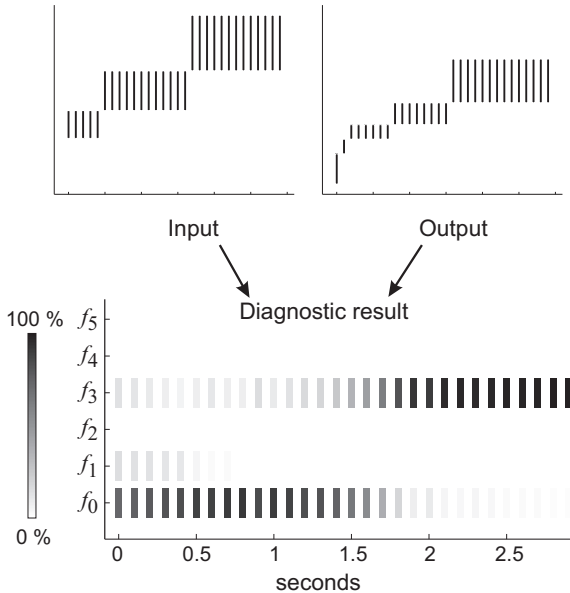 Input
Output
Diagnostic result
100 %
0 %
f5
f4
f3
f2
f1
f0
0
0.5
1
1.5
2
2.5
seconds